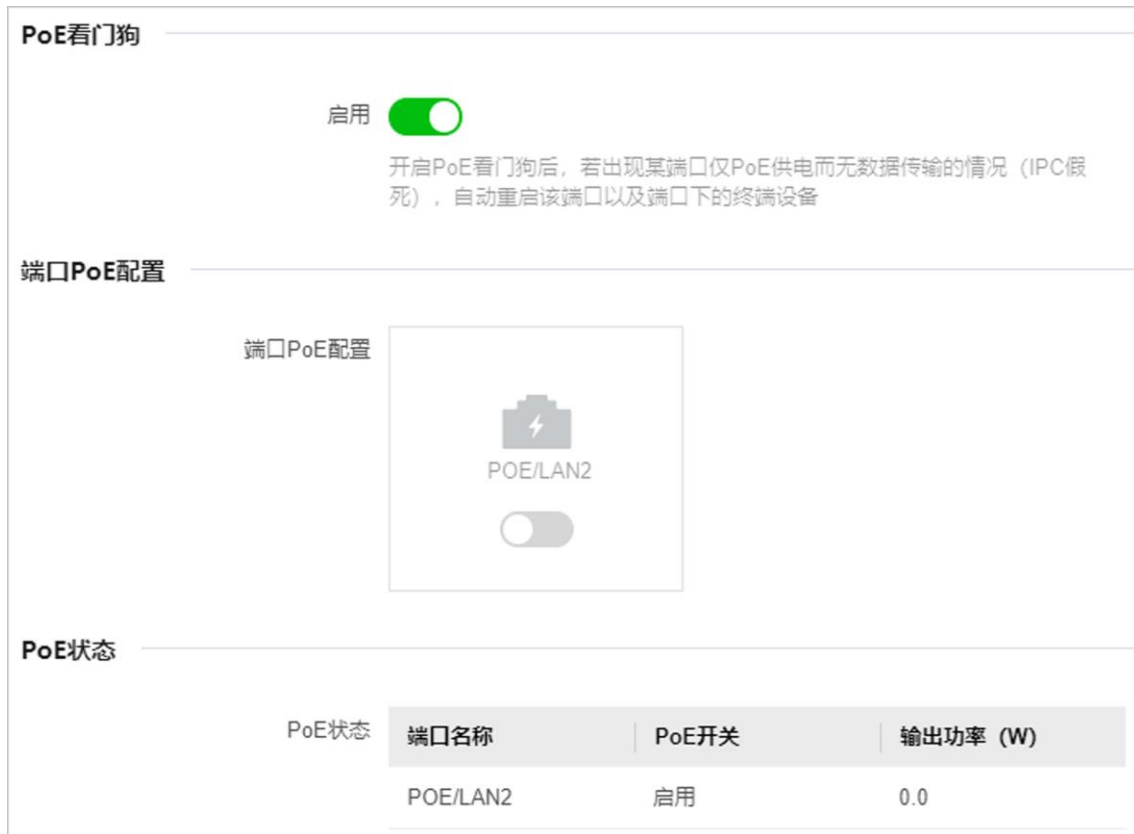 PoE看门狗
启用
开启PoE看门狗后，若出现某端口仅PoE供电而无数据传输的情况（IPC假
死），自动重启该端口以及端口下的终端设备
端口PoE配置
端口PoE配置
POE/LAN2
PoE状态
PoE状态 端口名称 PoE开关 输出功率（W）
POE/LAN2 启用 0.0